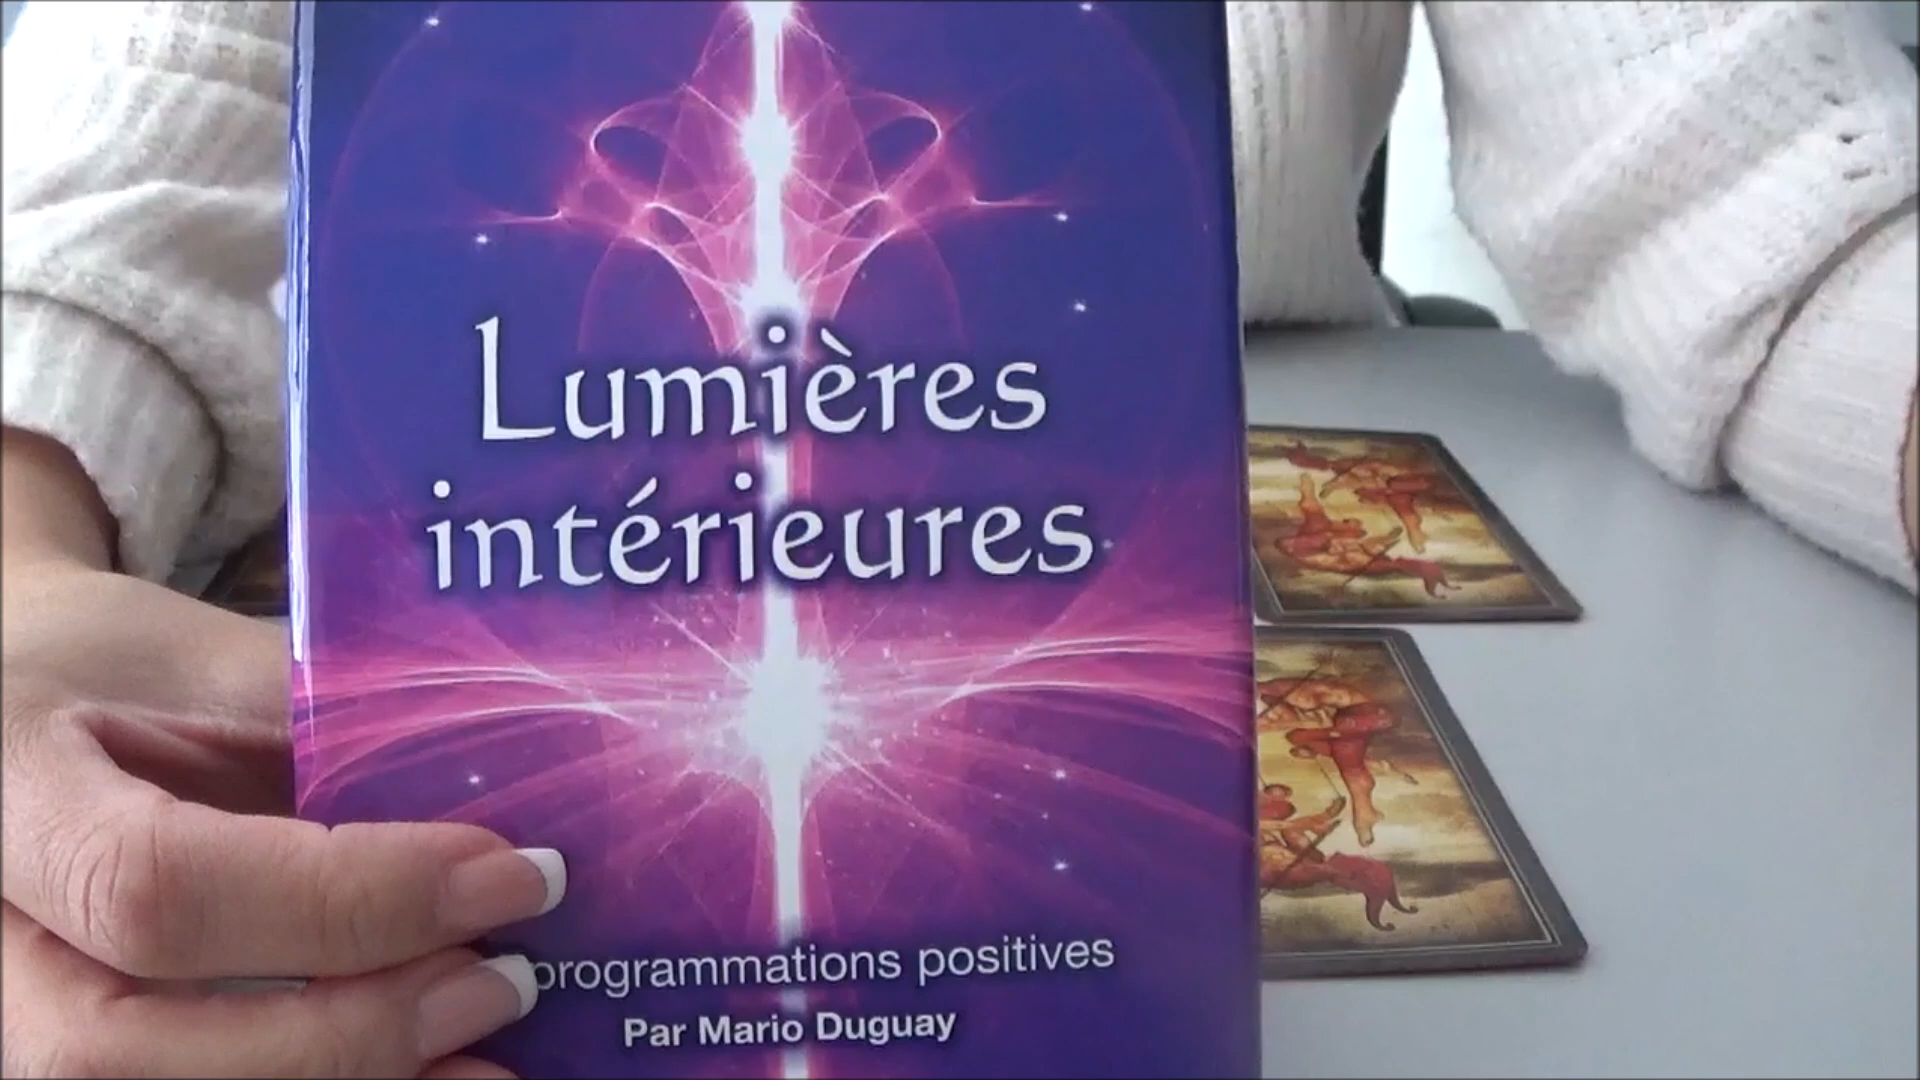 Lumières
intérieures
programmations positives
Par Mario Duguay